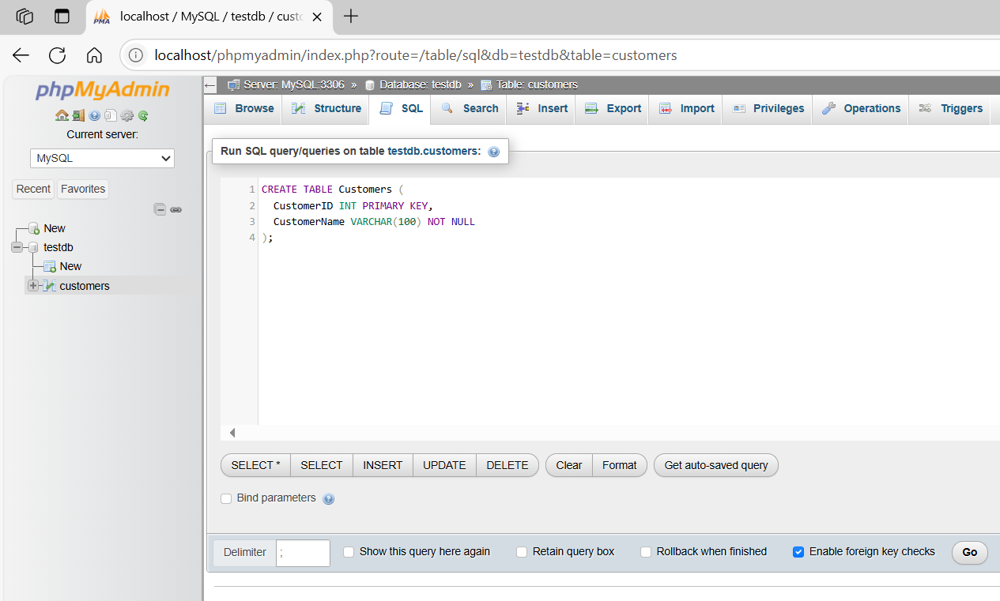 localhost / MySQL / testdb / custo
localhost/phpmyadmin/index.php?route=/table/sql&db=testdb&table=customers
phpMyAdmin
Current server:
MySQL
Recent Favorites
New
testdb
New
customers
Server: MySQL:3306 » Database: testdb » Table: customers
Browse Structure SQL Search Insert Export Import Privileges Operations Triggers
Run SQL query/queries on table testdb.customers:
1 CREATE TABLE Customers (
2 CustomerID INT PRIMARY KEY,
3 CustomerName VARCHAR(100) NOT NULL
4 );
SELECT * SELECT INSERT UPDATE DELETE Clear Format Get auto-saved query
Bind parameters
Delimiter ; Show this query here again Retain query box Rollback when finished Enable foreign key checks Go